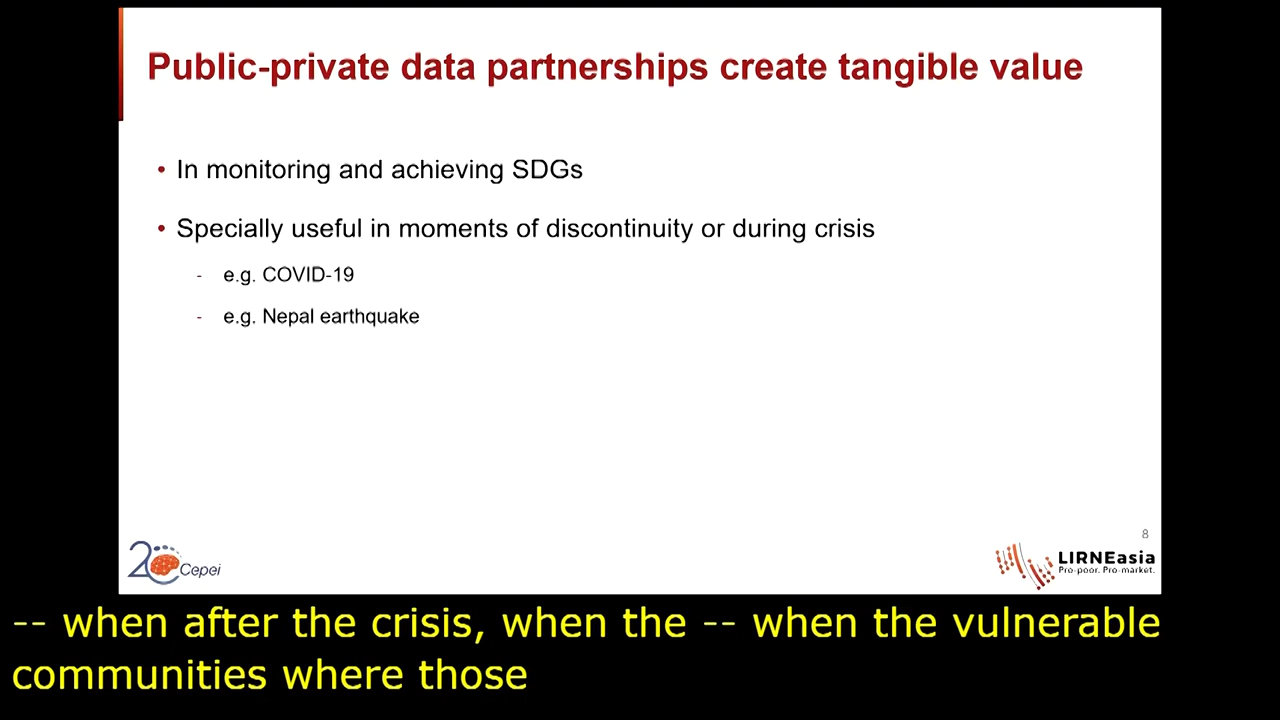 Public-private data partnerships create tangible value
• In monitoring and achieving SDGs
• Specially useful in moments of discontinuity or during crisis
- e.g. COVID-19
- e.g. Nepal earthquake
8
20 Cepei
LIRNEasia
Pro-poor. Pro-market.
-- when after the crisis, when the -- when the vulnerable
communities where those